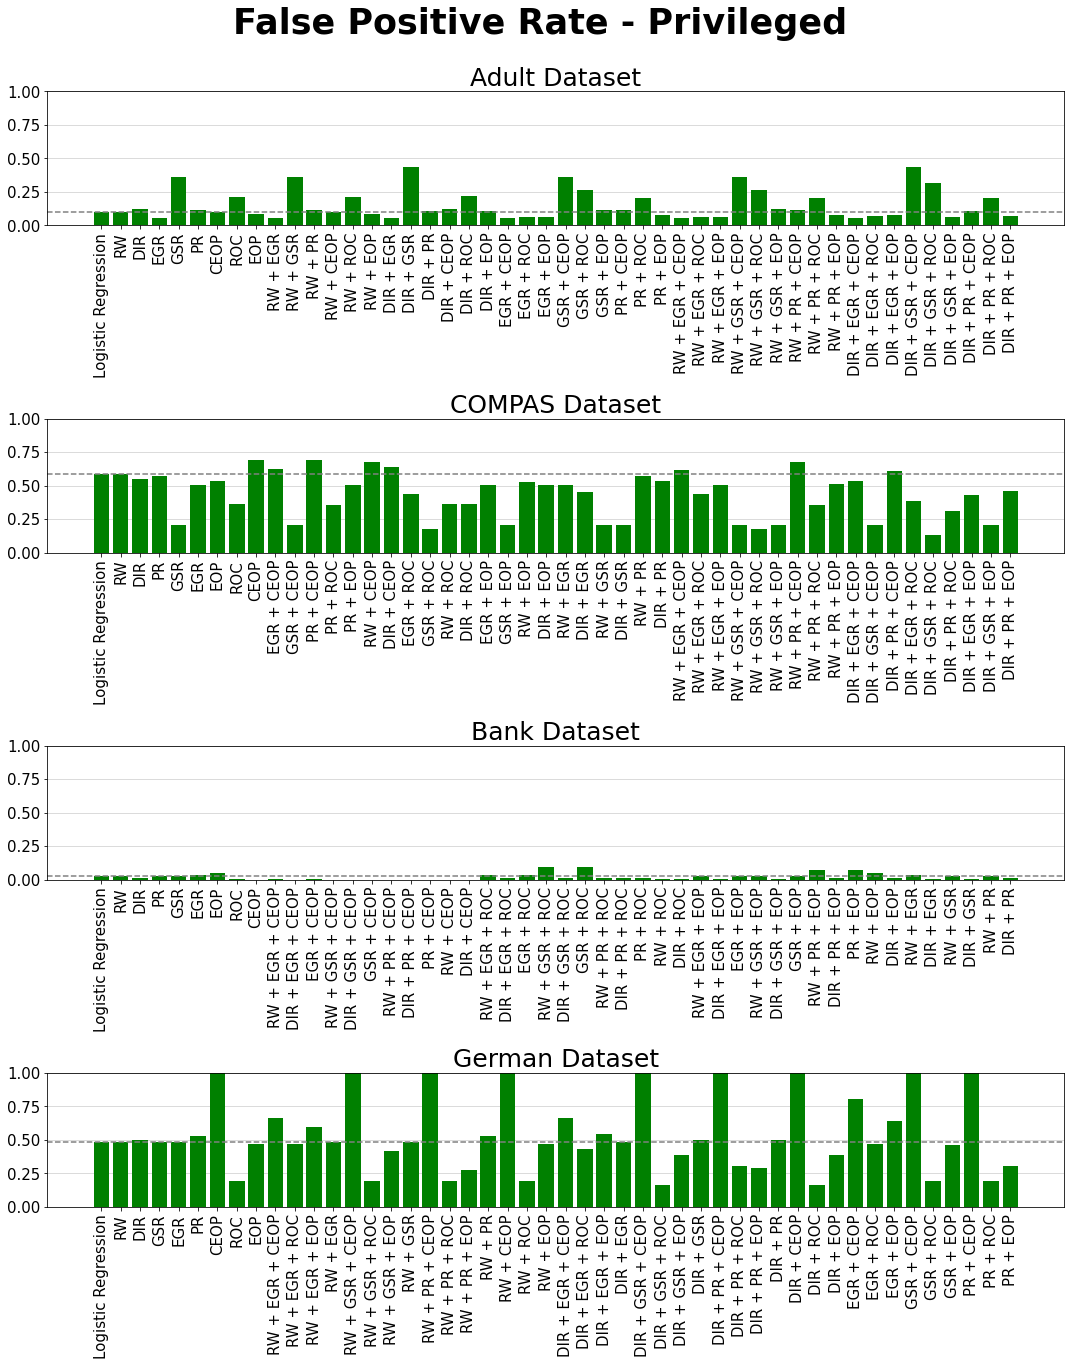 False Positive Rate - Privileged
Adult Dataset
1.00
0.75
0.50
0.25
0.00
Logistic Regression
RW
DIR
EGR
GSR
PR
CEOP
ROC
EOP
RW + EGR
RW + GSR
RW + PR
RW + CEOP
RW + ROC
RW + EOP
DIR + EGR
DIR + GSR
DIR + PR
DIR + CEOP
DIR + ROC
DIR + EOP
EGR + CEOP
EGR + ROC
EGR + EOP
GSR + CEOP
GSR + ROC
GSR + EOP
PR + CEOP
PR + ROC
PR + EOP
RW + EGR + CEOP
RW + EGR + ROC
RW + EGR + EOP
RW + GSR + CEOP
RW + GSR + ROC
RW + GSR + EOP
RW + PR + CEOP
RW + PR + ROC
RW + PR + EOP
DIR + EGR + CEOP
DIR + EGR + ROC
DIR + EGR + EOP
DIR + GSR + CEOP
DIR + GSR + ROC
DIR + GSR + EOP
DIR + PR + CEOP
DIR + PR + ROC
DIR + PR + EOP
COMPAS Dataset
1.00
0.75
0.50
0.25
0.00
Logistic Regression
RW
DIR
PR
GSR
EGR
EOP
ROC
CEOP
EGR + CEOP
GSR + CEOP
PR + CEOP
PR + ROC
PR + EOP
RW + CEOP
DIR + CEOP
EGR + ROC
GSR + ROC
RW + ROC
DIR + ROC
EGR + EOP
GSR + EOP
RW + EOP
DIR + EOP
RW + EGR
DIR + EGR
RW + GSR
DIR + GSR
RW + PR
DIR + PR
RW + EGR + CEOP
RW + EGR + ROC
RW + EGR + EOP
RW + GSR + CEOP
RW + GSR + ROC
RW + GSR + EOP
RW + PR + CEOP
RW + PR + ROC
RW + PR + EOP
DIR + EGR + CEOP
DIR + GSR + CEOP
DIR + PR + CEOP
DIR + EGR + ROC
DIR + GSR + ROC
DIR + PR + ROC
DIR + EGR + EOP
DIR + GSR + EOP
DIR + PR + EOP
Bank Dataset
1.00
0.75
0.50
0.25
0.00
Logistic Regression
RW
DIR
PR
GSR
EGR
EOP
ROC
CEOP
RW + EGR + CEOP
DIR + EGR + CEOP
EGR + CEOP
RW + GSR + CEOP
DIR + GSR + CEOP
GSR + CEOP
RW + PR + CEOP
DIR + PR + CEOP
PR + CEOP
RW + CEOP
DIR + CEOP
RW + EGR + ROC
DIR + EGR + ROC
EGR + ROC
RW + GSR + ROC
DIR + GSR + ROC
GSR + ROC
RW + PR + ROC
DIR + PR + ROC
PR + ROC
RW + ROC
DIR + ROC
RW + EGR + EOP
DIR + EGR + EOP
EGR + EOP
RW + GSR + EOP
DIR + GSR + EOP
GSR + EOP
RW + PR + EOP
DIR + PR + EOP
PR + EOP
RW + EOP
DIR + EOP
RW + EGR
DIR + EGR
RW + GSR
DIR + GSR
RW + PR
DIR + PR
German Dataset
1.00
0.75
0.50
0.25
0.00
Logistic Regression
RW
DIR
GSR
EGR
PR
CEOP
ROC
EOP
RW + EGR + CEOP
RW + EGR + ROC
RW + EGR + EOP
RW + EGR
RW + GSR + CEOP
RW + GSR + ROC
RW + GSR + EOP
RW + GSR
RW + PR + CEOP
RW + PR + ROC
RW + PR + EOP
RW + PR
RW + CEOP
RW + ROC
RW + EOP
DIR + EGR + CEOP
DIR + EGR + ROC
DIR + EGR + EOP
DIR + EGR
DIR + GSR + CEOP
DIR + GSR + ROC
DIR + GSR + EOP
DIR + GSR
DIR + PR + CEOP
DIR + PR + ROC
DIR + PR + EOP
DIR + PR
DIR + CEOP
DIR + ROC
DIR + EOP
EGR + CEOP
EGR + ROC
EGR + EOP
GSR + CEOP
GSR + ROC
GSR + EOP
PR + CEOP
PR + ROC
PR + EOP